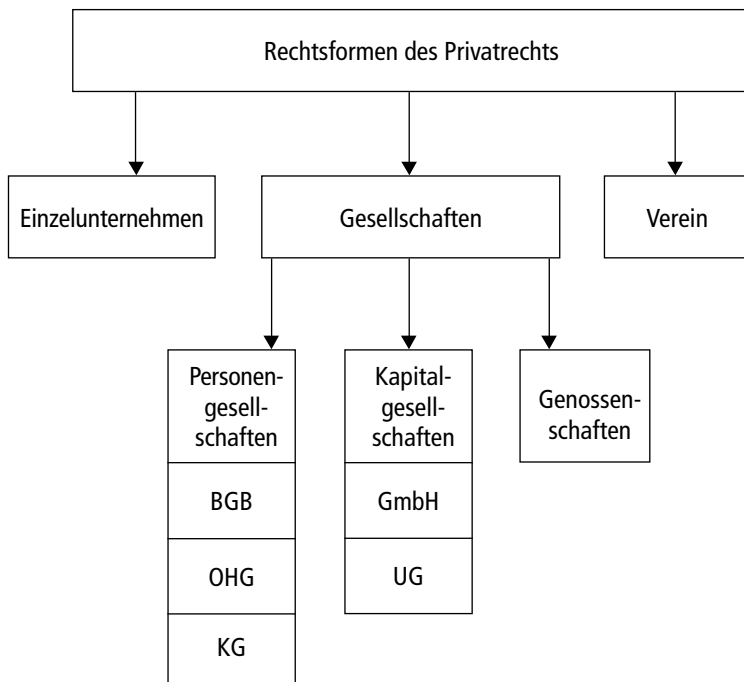 Rechtsformen des Privatrechts
Einzelunternehmen
Gesellschaften
Verein
Personen-
gesell-
schaften
Kapital-
gesell-
schaften
Genossen-
schaften
BGB
GmbH
OHG
UG
KG